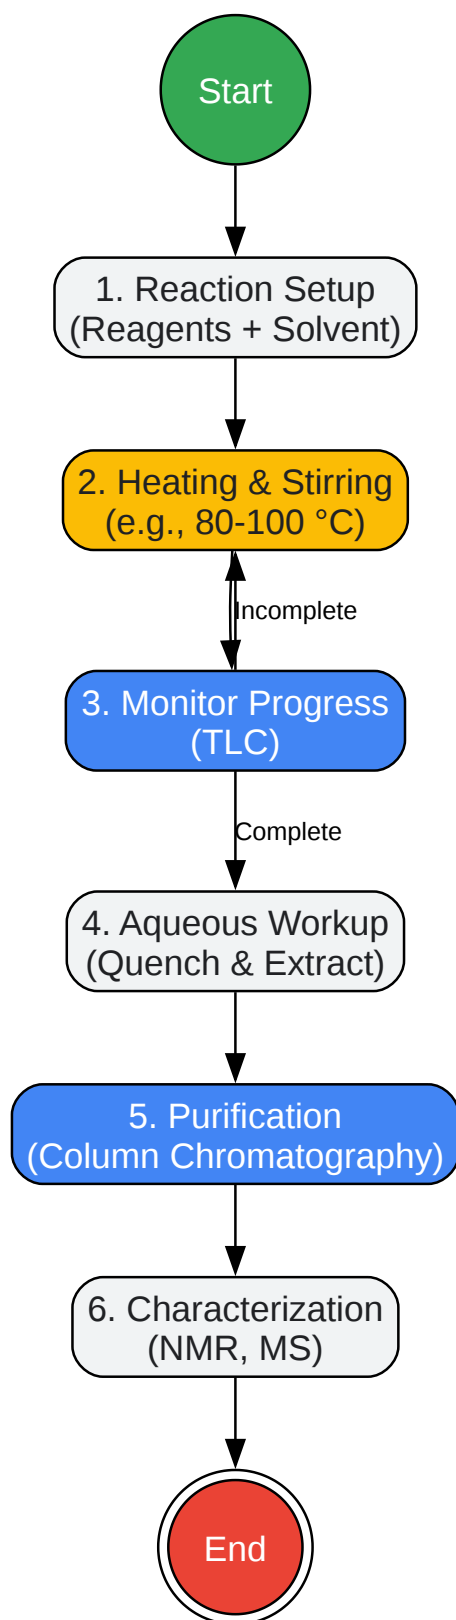 Start
1. Reaction Setup
(Reagents + Solvent)
2. Heating & Stirring
(e.g., 80-100 °C)
Incomplete
3. Monitor Progress
(TLC)
Complete
4. Aqueous Workup
(Quench & Extract)
5. Purification
(Column Chromatography)
6. Characterization
(NMR, MS)
End